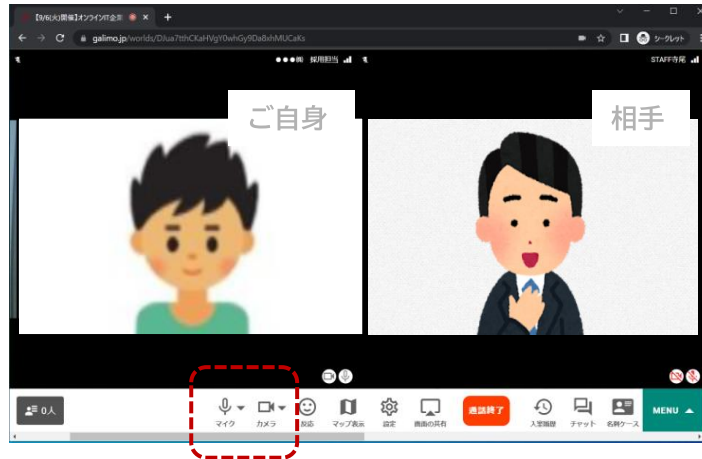 【9/6(火)開催】オンラインIT企業
galimo.jp/worlds/DJua7tthCKaHVgY0whGy9Da8xhMUCaKs
シークレット
●●●㈱ 採用担当
STAFF寺尾
ご自身
相手
0人
マイク
カメラ
反応
マップ表示
設定
画面の共有
通話終了
入室履歴
チャット
名刺ケース
MENU